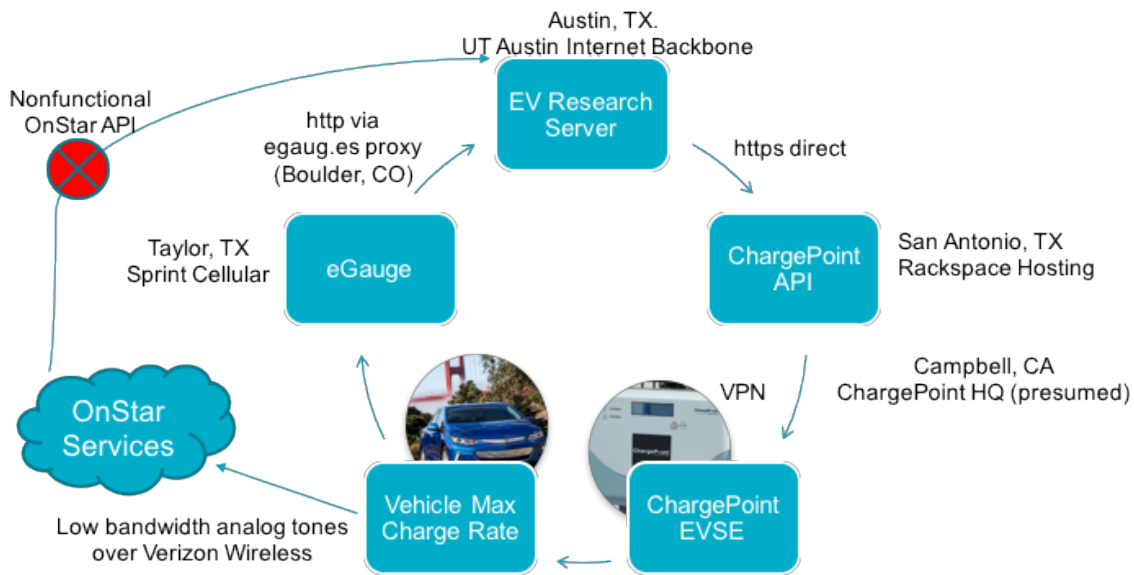 Austin, TX.
UT Austin Internet Backbone
Nonfunctional
OnStar API
EV Research
Server
http via
egaug.es proxy
(Boulder, CO)
https direct
Taylor, TX
Sprint Cellular
eGauge
ChargePoint
API
San Antonio, TX
Rackspace Hosting
Campbell, CA
ChargePoint HQ (presumed)
VPN
OnStar
Services
-ChargePoint-
Vehicle Max
Charge Rate
ChargePoint
EVSE
Low bandwidth analog tones
over Verizon Wireless